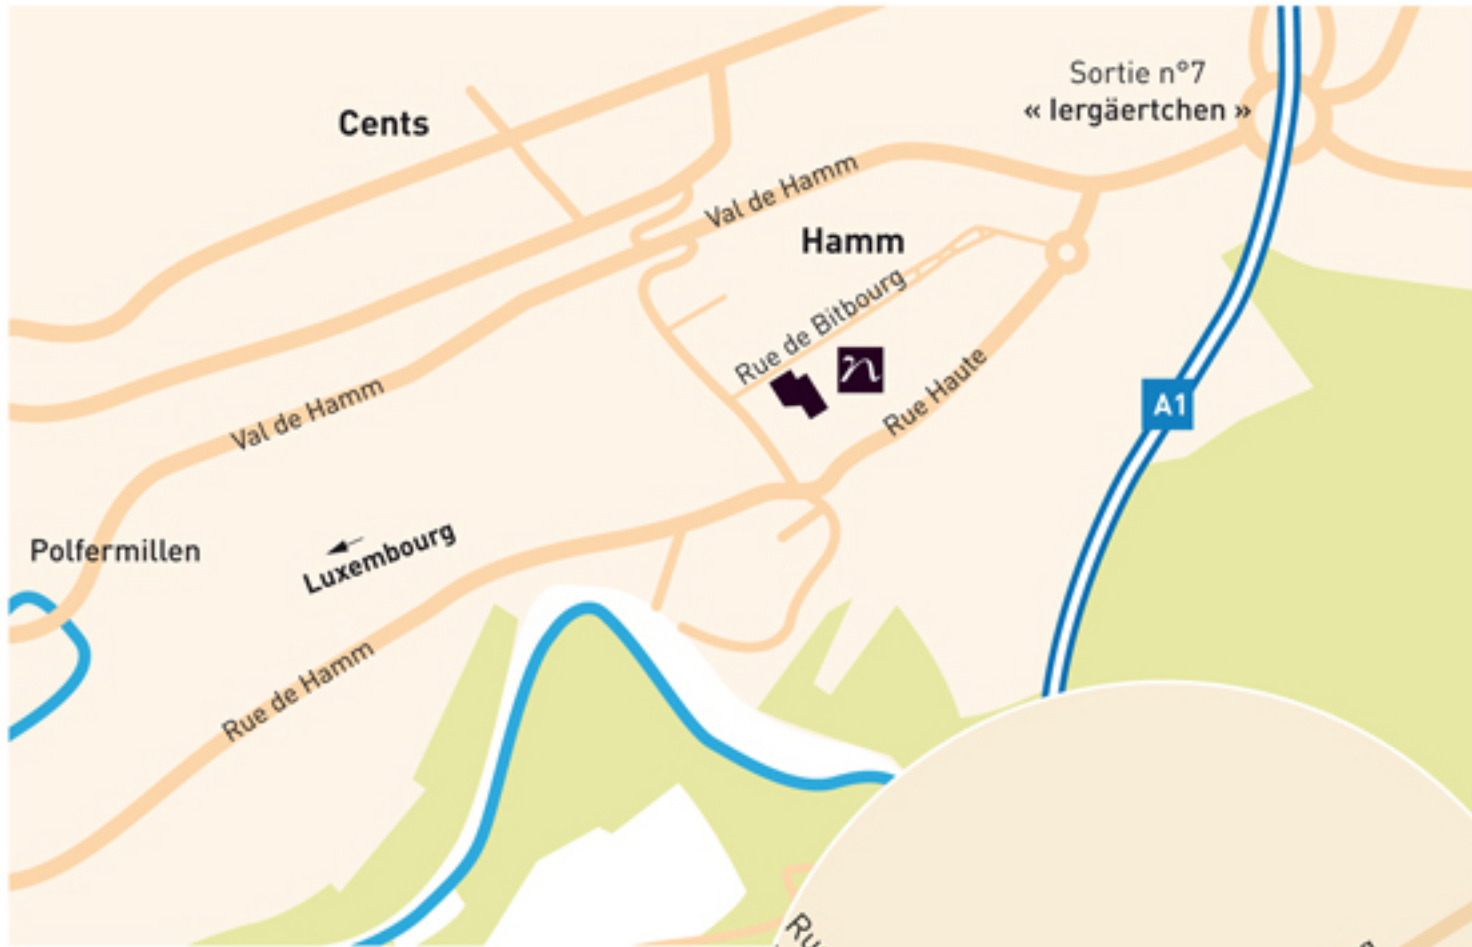 Sortie n°7
« Iergäertchen »
Cents
Val de Hamm
Hamm
Rue de Bitbourg
Rue Haute
A1
Val de Hamm
Polfermillen
Luxembourg
Rue de Hamm